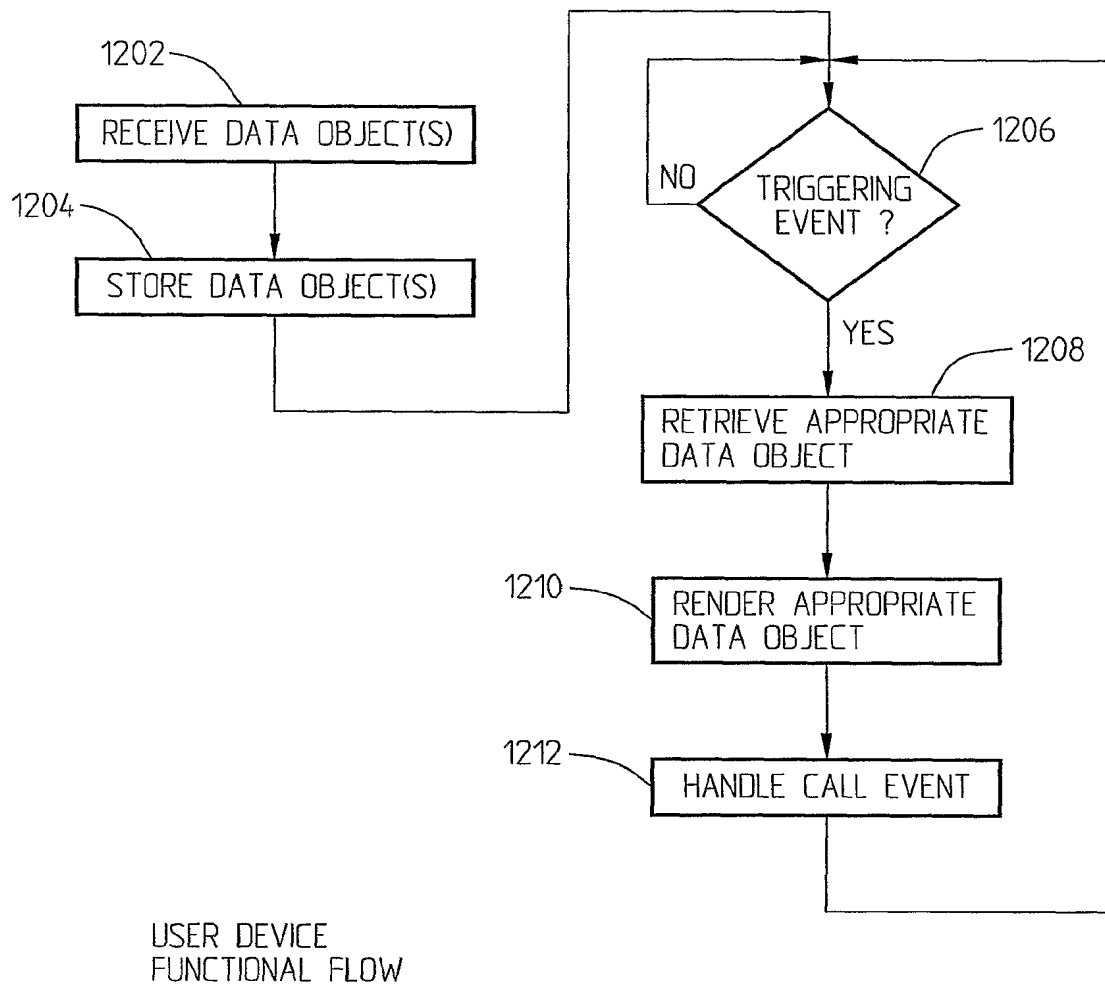 1202
RECEIVE DATA OBJECT(S)
1204
STORE DATA OBJECT(S)
1206
TRIGGERING
EVENT ?
NO
YES
1208
RETRIEVE APPROPRIATE
DATA OBJECT
1210
RENDER APPROPRIATE
DATA OBJECT
1212
HANDLE CALL EVENT
USER DEVICE
FUNCTIONAL FLOW